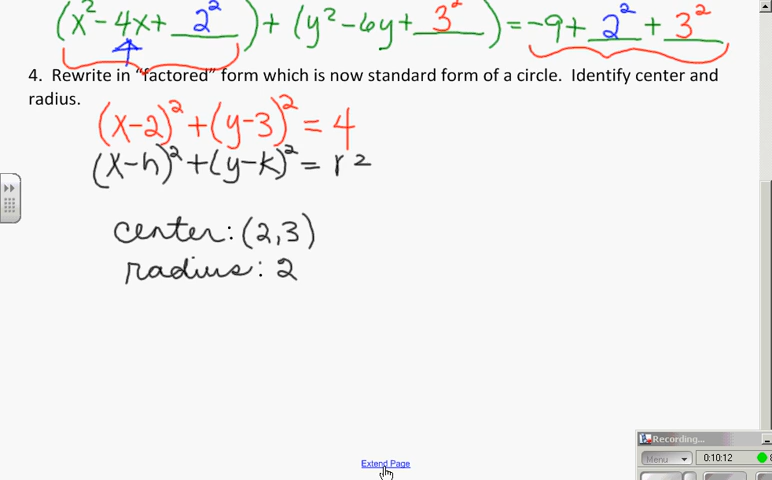 (x² - 4x + 2²) + (y² - 6y + 3²) = -9 + 2² + 3²
4
4. Rewrite in "factored" form which is now standard form of a circle. Identify center and
radius.
(x-2)² + (y-3)² = 4
(x-h)² + (y-k)² = r²
center: (2,3)
radius: 2
Extend Page
Recording...
Menu
0:10:12